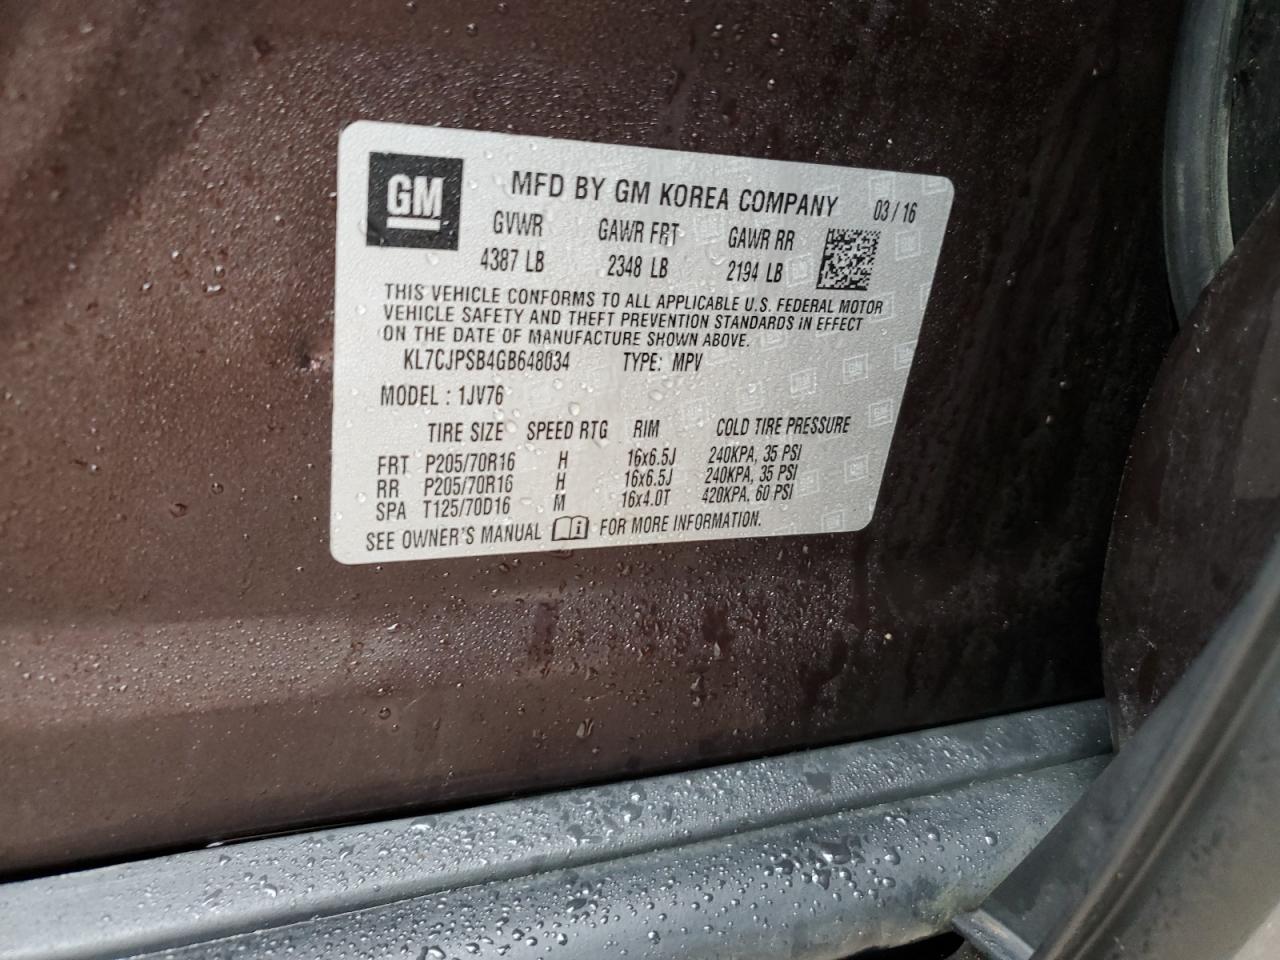 GM
MFD BY GM KOREA COMPANY 03 / 16
GVWR GAWR FRT GAWR RR
4387 LB 2348 LB 2194 LB
THIS VEHICLE CONFORMS TO ALL APPLICABLE U.S. FEDERAL MOTOR
VEHICLE SAFETY AND THEFT PREVENTION STANDARDS IN EFFECT
ON THE DATE OF MANUFACTURE SHOWN ABOVE.
KL7CJPSB4GB648034 TYPE: MPV
MODEL : 1JV76
TIRE SIZE SPEED RTG RIM COLD TIRE PRESSURE
FRT P205/70R16 H 16x6.5J 240KPA, 35 PSI
RR P205/70R16 H 16x6.5J 240KPA, 35 PSI
SPA T125/70D16 M 16x4.0T 420KPA, 60 PSI
SEE OWNER'S MANUAL FOR MORE INFORMATION.